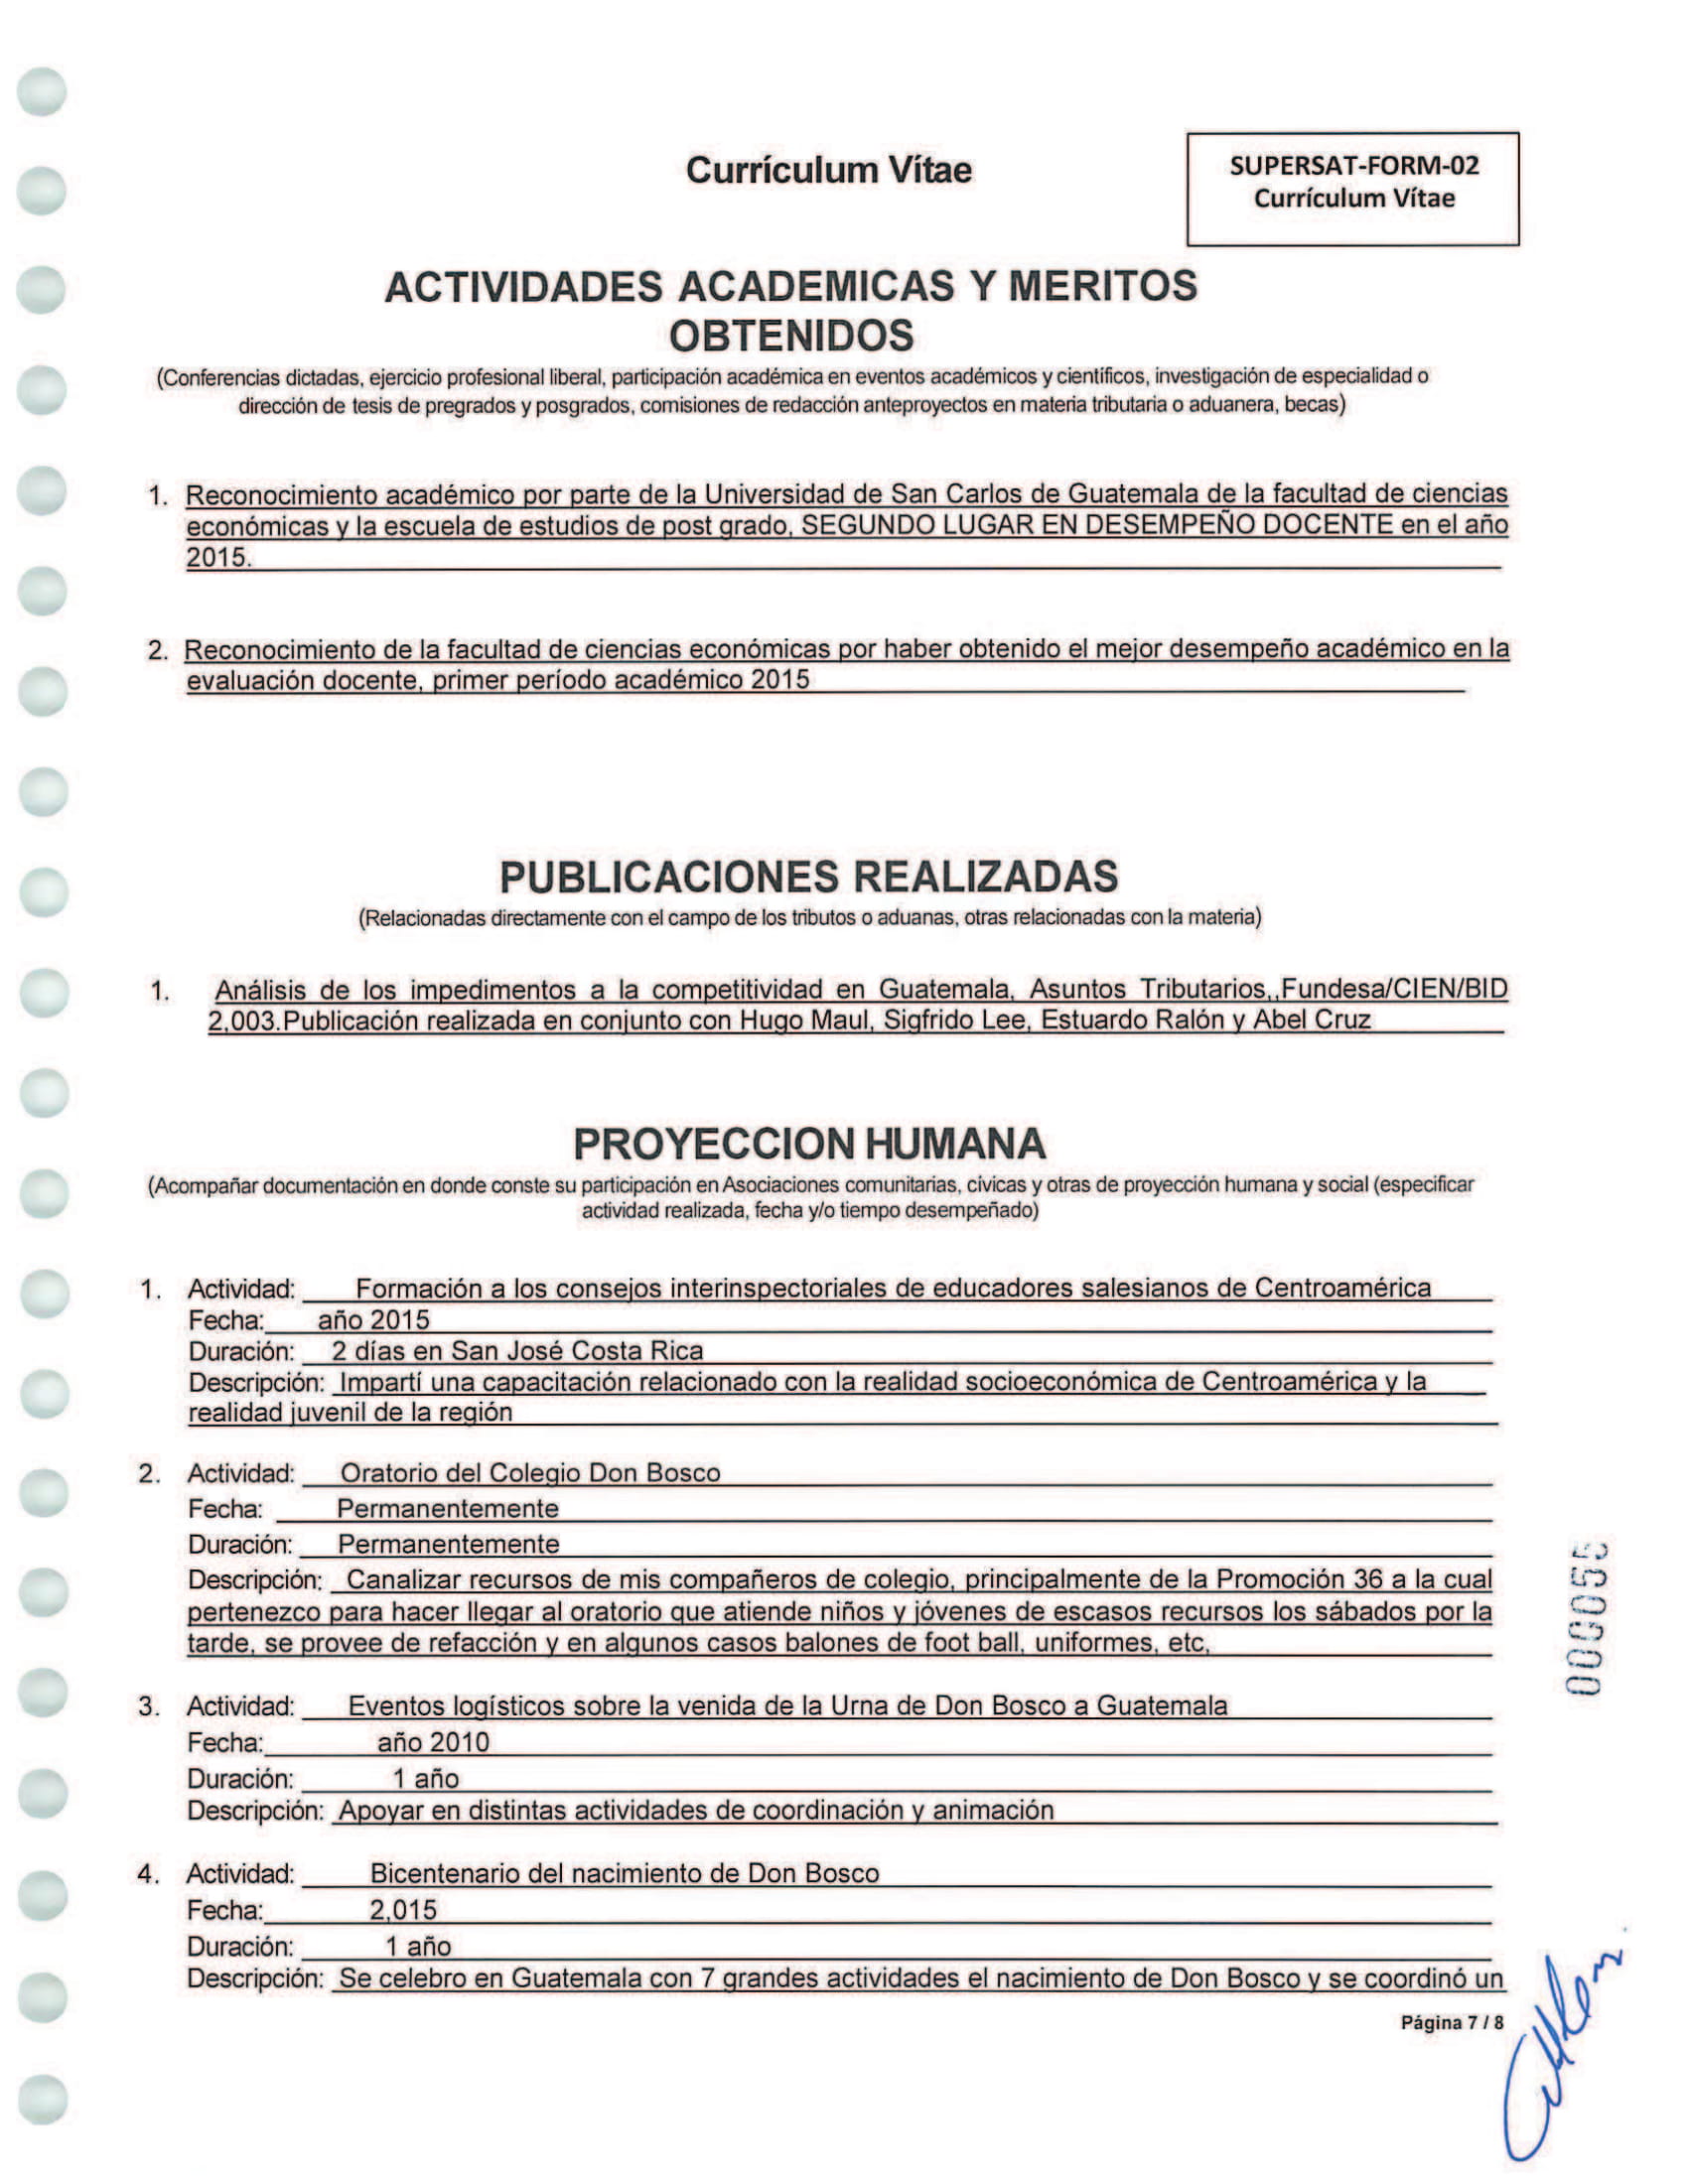 Currículum Vítae
SUPERSAT-FORM-02
Currículum Vítae
ACTIVIDADES ACADEMICAS Y MERITOS
OBTENIDOS
(Conferencias dictadas, ejercicio profesional liberal, participación académica en eventos académicos y científicos, investigación de especialidad o
dirección de tesis de pregrados y posgrados, comisiones de redacción anteproyectos en materia tributaria o aduanera, becas)
1. Reconocimiento académico por parte de la Universidad de San Carlos de Guatemala de la facultad de ciencias
económicas y la escuela de estudios de post grado, SEGUNDO LUGAR EN DESEMPEÑO DOCENTE en el año
2015.
2. Reconocimiento de la facultad de ciencias económicas por haber obtenido el mejor desempeño académico en la
evaluación docente, primer período académico 2015
PUBLICACIONES REALIZADAS
(Relacionadas directamente con el campo de los tributos o aduanas, otras relacionadas con la materia)
1. Análisis de los impedimentos a la competitividad en Guatemala, Asuntos Tributarios,,Fundesa/CIEN/BID
2,003.Publicación realizada en conjunto con Hugo Maul, Sigfrido Lee, Estuardo Ralón y Abel Cruz
PROYECCION HUMANA
(Acompañar documentación en donde conste su participación en Asociaciones comunitarias, cívicas y otras de proyección humana y social (especificar
actividad realizada, fecha y/o tiempo desempeñado)
1. Actividad: Formación a los consejos interinspectoriales de educadores salesianos de Centroamérica
Fecha: año 2015
Duración: 2 días en San José Costa Rica
Descripción: Impartí una capacitación relacionado con la realidad socioeconómica de Centroamérica y la
realidad juvenil de la región
2. Actividad: Oratorio del Colegio Don Bosco
Fecha: Permanentemente
Duración: Permanentemente
Descripción: Canalizar recursos de mis compañeros de colegio, principalmente de la Promoción 36 a la cual
pertenezco para hacer llegar al oratorio que atiende niños y jóvenes de escasos recursos los sábados por la
tarde, se provee de refacción y en algunos casos balones de foot ball, uniformes, etc,
000055
3. Actividad: Eventos logísticos sobre la venida de la Urna de Don Bosco a Guatemala
Fecha: año 2010
Duración: 1 año
Descripción: Apoyar en distintas actividades de coordinación y animación
4. Actividad: Bicentenario del nacimiento de Don Bosco
Fecha: 2,015
Duración: 1 año
Descripción: Se celebro en Guatemala con 7 grandes actividades el nacimiento de Don Bosco y se coordinó un
Página 7 / 8